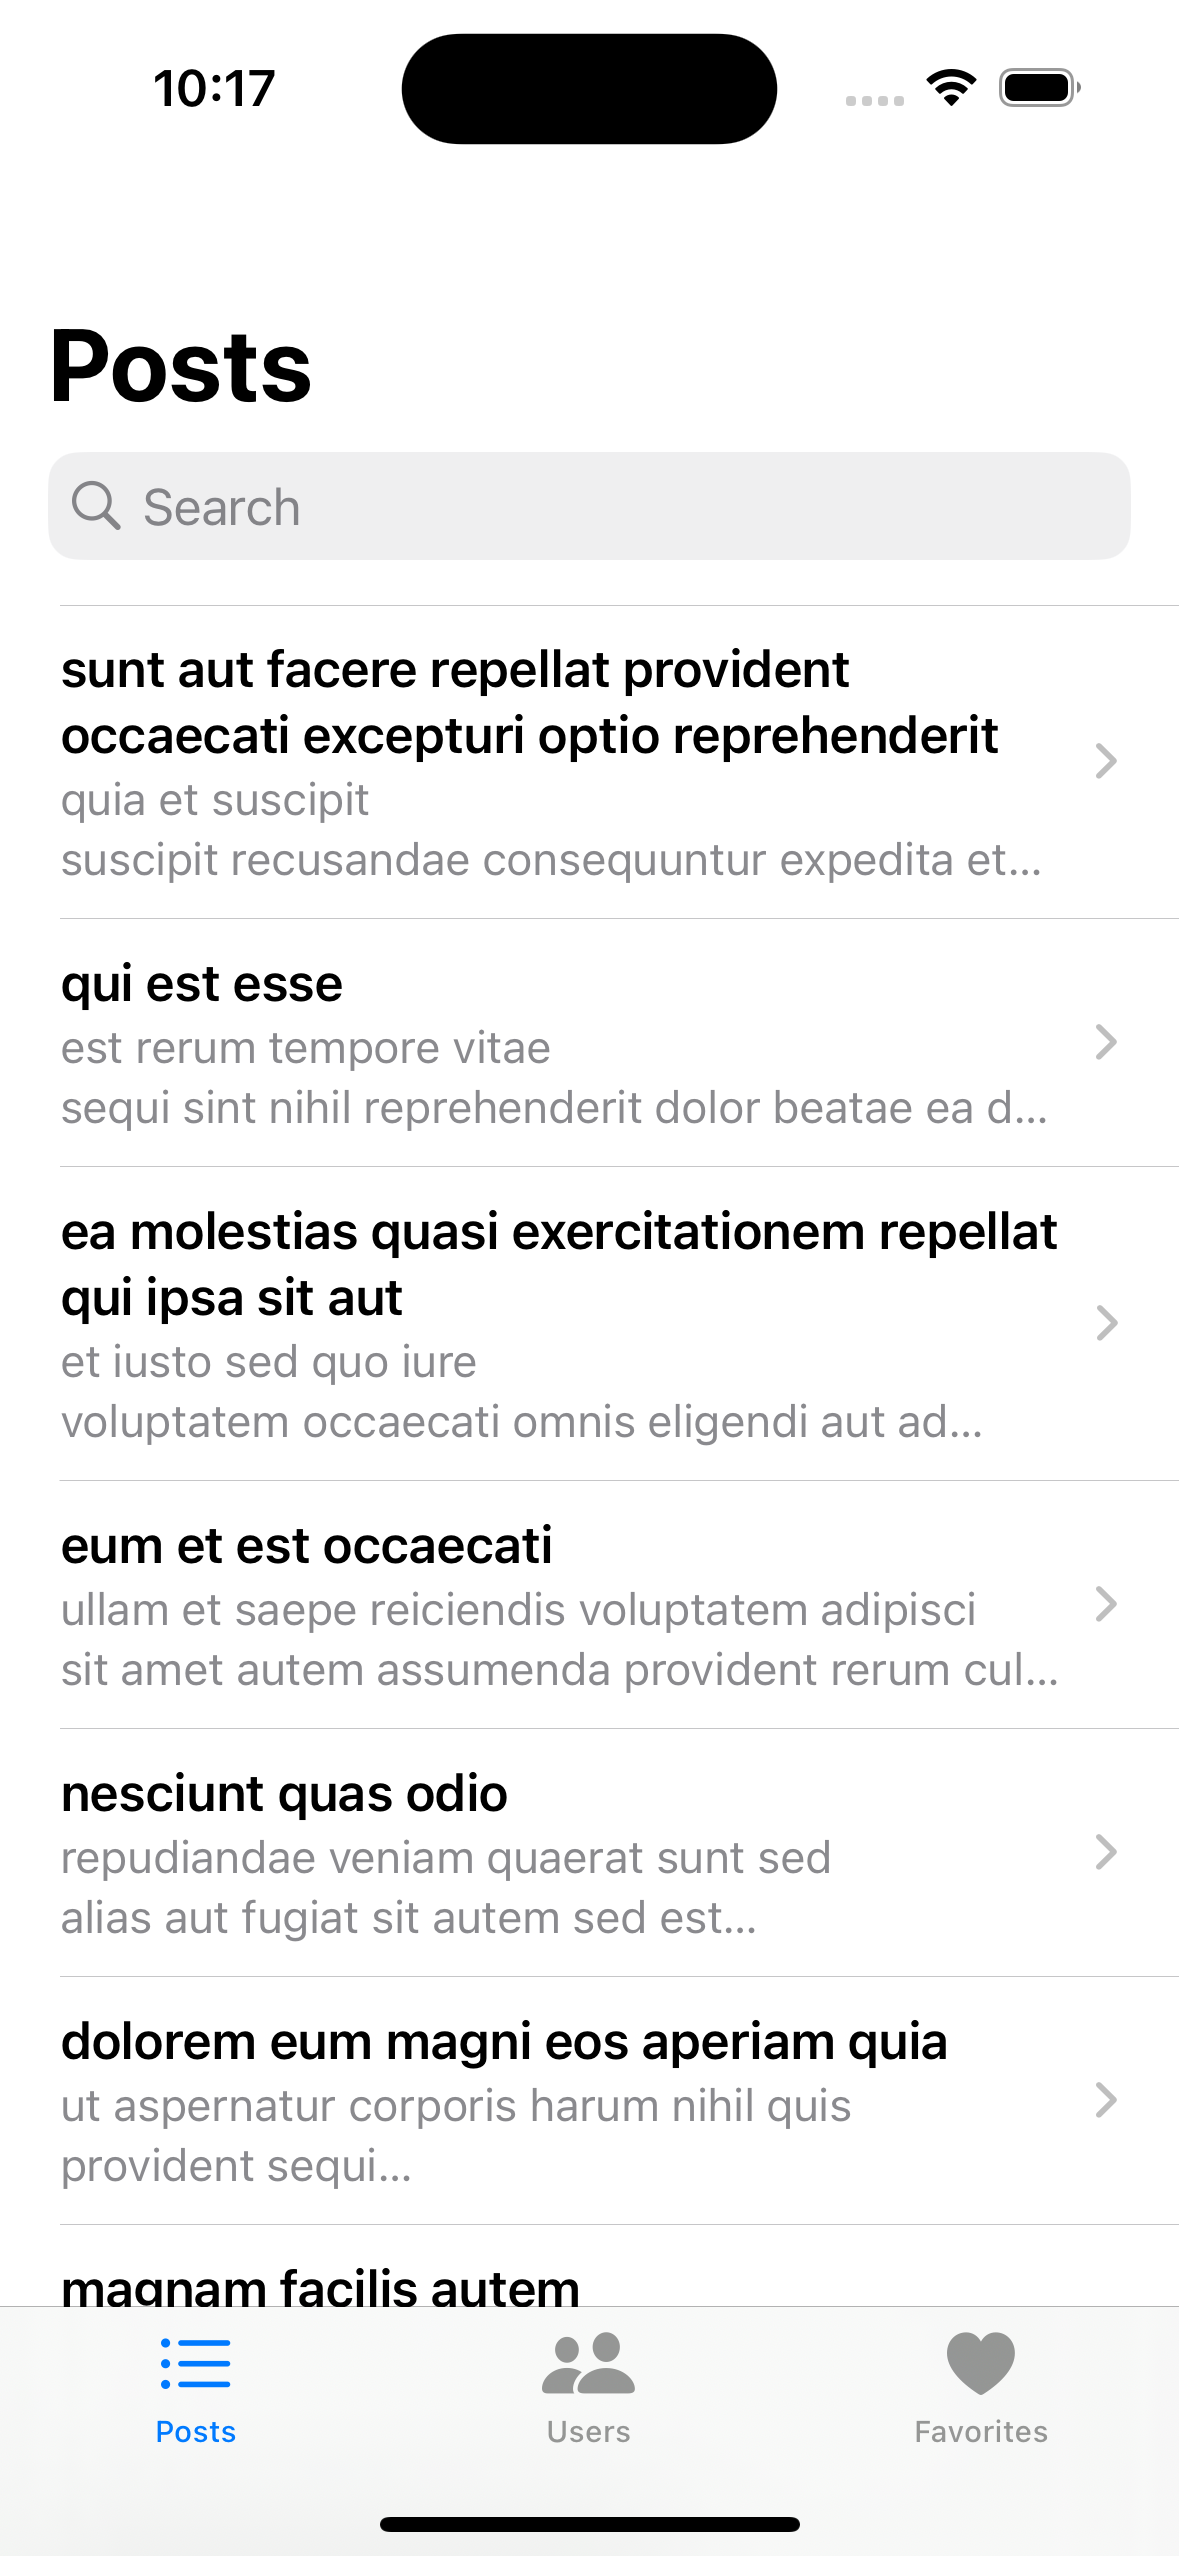 10:17
Posts
Search
sunt aut facere repellat provident
occaecati excepturi optio reprehenderit
quia et suscipit
suscipit recusandae consequuntur expedita et...
qui est esse
est rerum tempore vitae
sequi sint nihil reprehenderit dolor beatae ea d...
ea molestias quasi exercitationem repellat
qui ipsa sit aut
et iusto sed quo iure
voluptatem occaecati omnis eligendi aut ad...
eum et est occaecati
ullam et saepe reiciendis voluptatem adipisci
sit amet autem assumenda provident rerum cul...
nesciunt quas odio
repudiandae veniam quaerat sunt sed
alias aut fugiat sit autem sed est...
dolorem eum magni eos aperiam quia
ut aspernatur corporis harum nihil quis
provident sequi...
magnam facilis autem
Posts
Users
Favorites